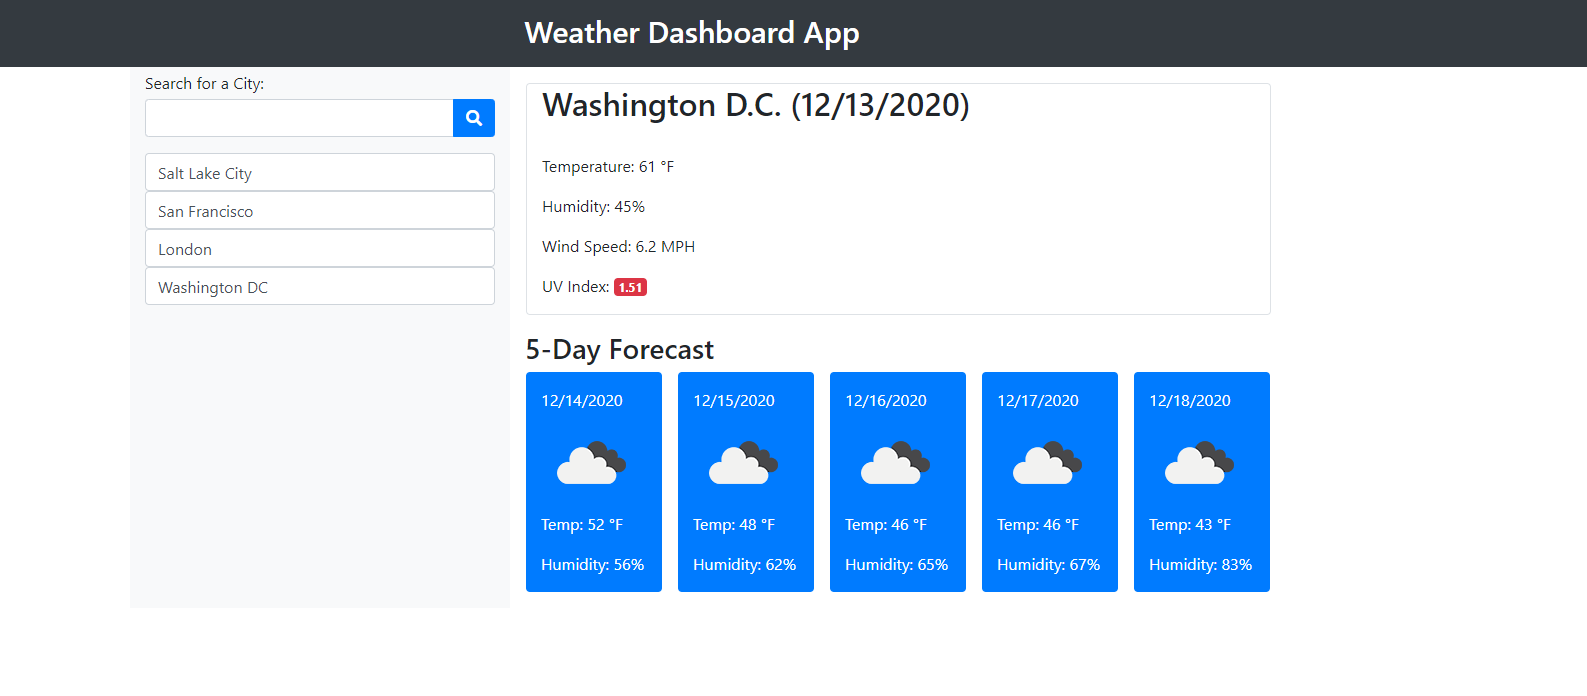 Weather Dashboard App
Search for a City:
Salt Lake City
San Francisco
London
Washington DC
Washington D.C. (12/13/2020)
Temperature: 61 °F
Humidity: 45%
Wind Speed: 6.2 MPH
UV Index: 1.51
5-Day Forecast
12/14/2020
Temp: 52 °F
Humidity: 56%
12/15/2020
Temp: 48 °F
Humidity: 62%
12/16/2020
Temp: 46 °F
Humidity: 65%
12/17/2020
Temp: 46 °F
Humidity: 67%
12/18/2020
Temp: 43 °F
Humidity: 83%